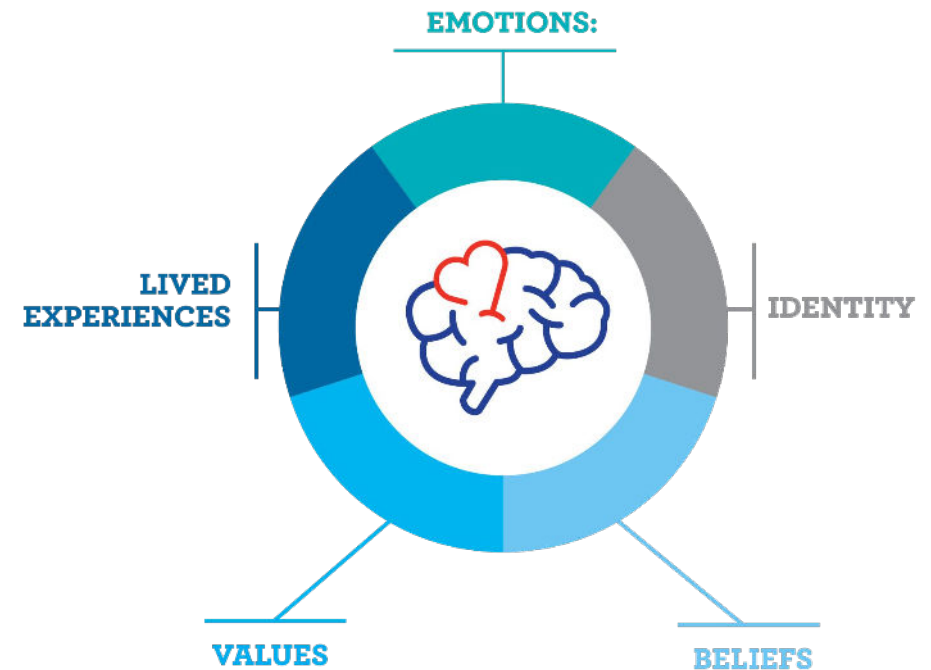 EMOTIONS:
LIVED
EXPERIENCES
IDENTITY
VALUES
BELIEFS